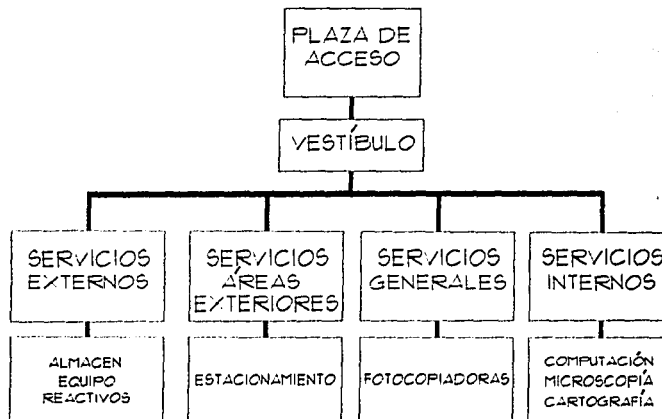 PLAZA DE
ACCESO
VESTÍBULO
SERVICIOS
EXTERNOS
SERVICIOS
ÁREAS
EXTERIORES
SERVICIOS
GENERALES
SERVICIOS
INTERNOS
ALMACEN
EQUIPO
REACTIVOS
ESTACIONAMIENTO
FOTOCOPIADORAS
COMPUTACIÓN
MICROSCOPÍA
CARTOGRAFÍA